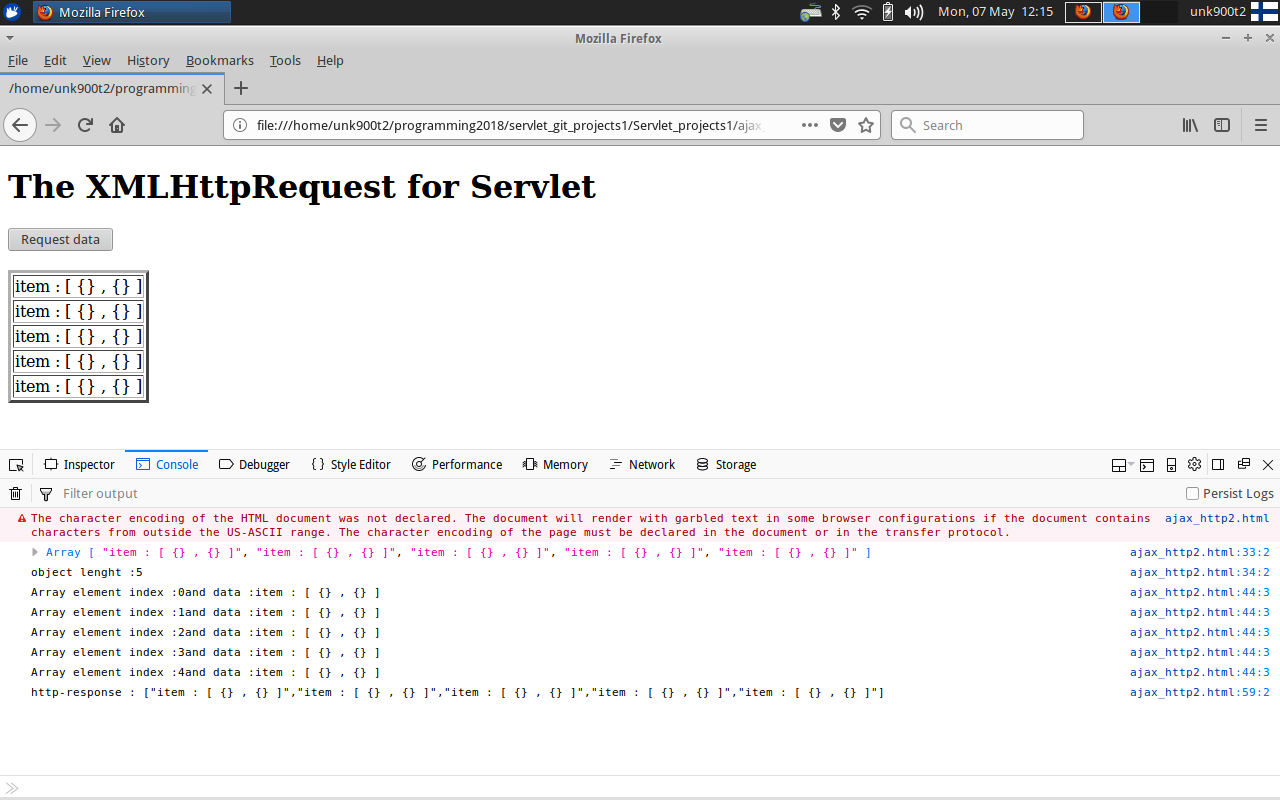 Mozilla Firefox
Mon, 07 May 12:15
unk900t2
Mozilla Firefox
File Edit View History Bookmarks Tools Help
/home/unk900t2/programming
file:///home/unk900t2/programming2018/servlet_git_projects1/Servlet_projects1/ajax_
Search
The XMLHttpRequest for Servlet
Request data
item : [ {} , {} ]
item : [ {} , {} ]
item : [ {} , {} ]
item : [ {} , {} ]
item : [ {} , {} ]
Inspector Console Debugger Style Editor Performance Memory Network Storage
Filter output
Persist Logs
The character encoding of the HTML document was not declared. The document will render with garbled text in some browser configurations if the document contains ajax_http2.html
characters from outside the US-ASCII range. The character encoding of the page must be declared in the document or in the transfer protocol.
Array [ "item : [ {} , {} ]", "item : [ {} , {} ]", "item : [ {} , {} ]", "item : [ {} , {} ]", "item : [ {} , {} ]" ] ajax_http2.html:33:2
object lenght :5 ajax_http2.html:34:2
Array element index :0and data :item : [ {} , {} ] ajax_http2.html:44:3
Array element index :1and data :item : [ {} , {} ] ajax_http2.html:44:3
Array element index :2and data :item : [ {} , {} ] ajax_http2.html:44:3
Array element index :3and data :item : [ {} , {} ] ajax_http2.html:44:3
Array element index :4and data :item : [ {} , {} ] ajax_http2.html:44:3
http-response : ["item : [ {} , {} ]","item : [ {} , {} ]","item : [ {} , {} ]","item : [ {} , {} ]","item : [ {} , {} ]"] ajax_http2.html:59:2